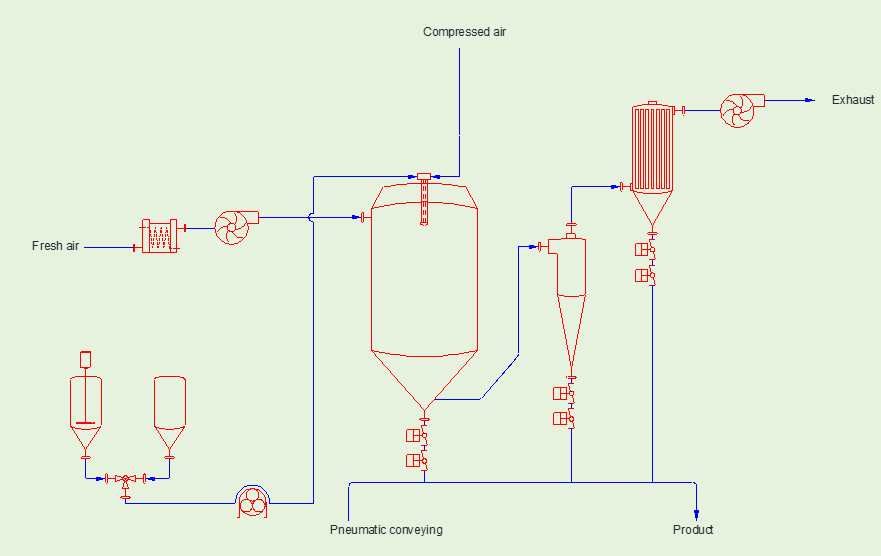 Compressed air
Exhaust
Fresh air
Pneumatic conveying
Product